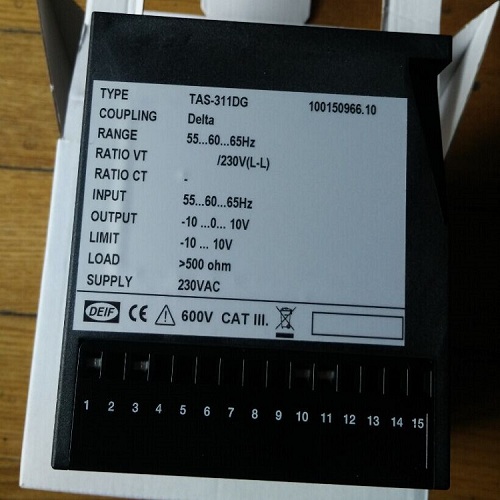 TYPE TAS-311DG 100150966.10
COUPLING Delta
RANGE 55...60...65Hz
RATIO VT /230V(L-L)
RATIO CT -
INPUT 55...60...65Hz
OUTPUT -10 ...0... 10V
LIMIT -10 ... 10V
LOAD >500 ohm
SUPPLY 230VAC
DEIF CE 600V CAT III.
1 2 3 4 5 6 7 8 9 10 11 12 13 14 15